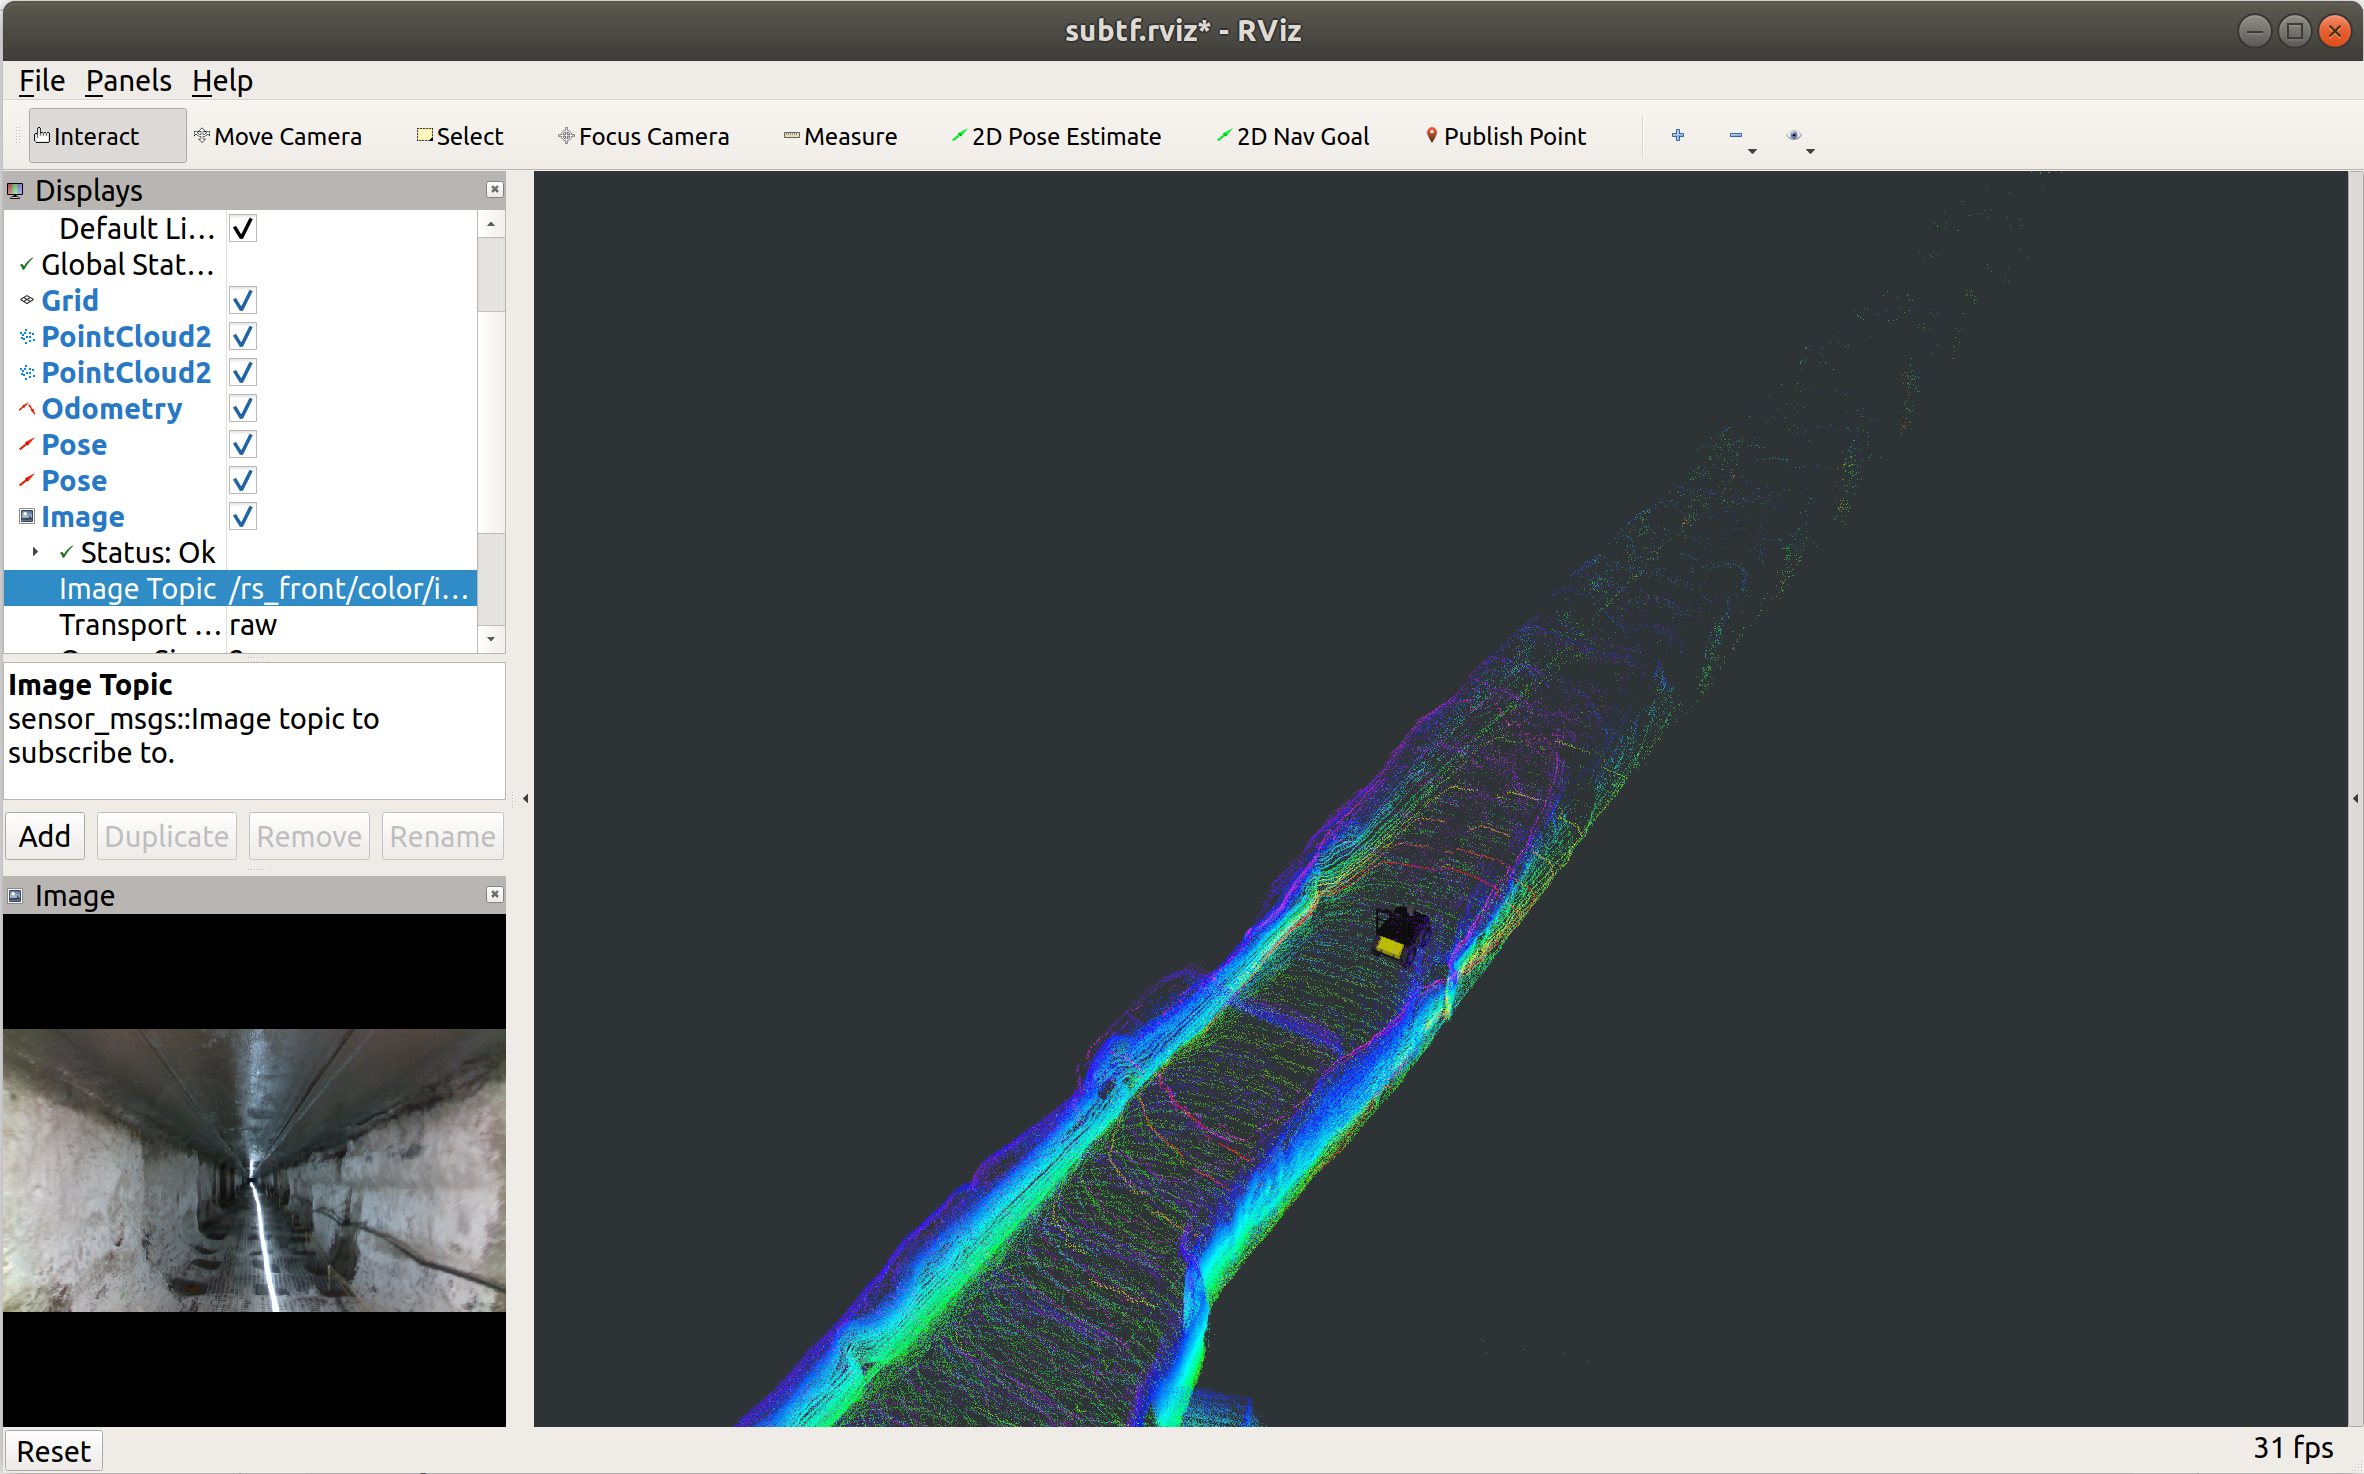 subtf.rviz* - RViz
File Panels Help
Interact Move Camera Select Focus Camera Measure 2D Pose Estimate 2D Nav Goal Publish Point
Displays
Default Li...
Global Stat...
Grid
PointCloud2
PointCloud2
Odometry
Pose
Pose
Image
Status: Ok
Image Topic /rs_front/color/i...
Transport ... raw
Image Topic
sensor_msgs::Image topic to
subscribe to.
Add Duplicate Remove Rename
Image
Reset 31 fps